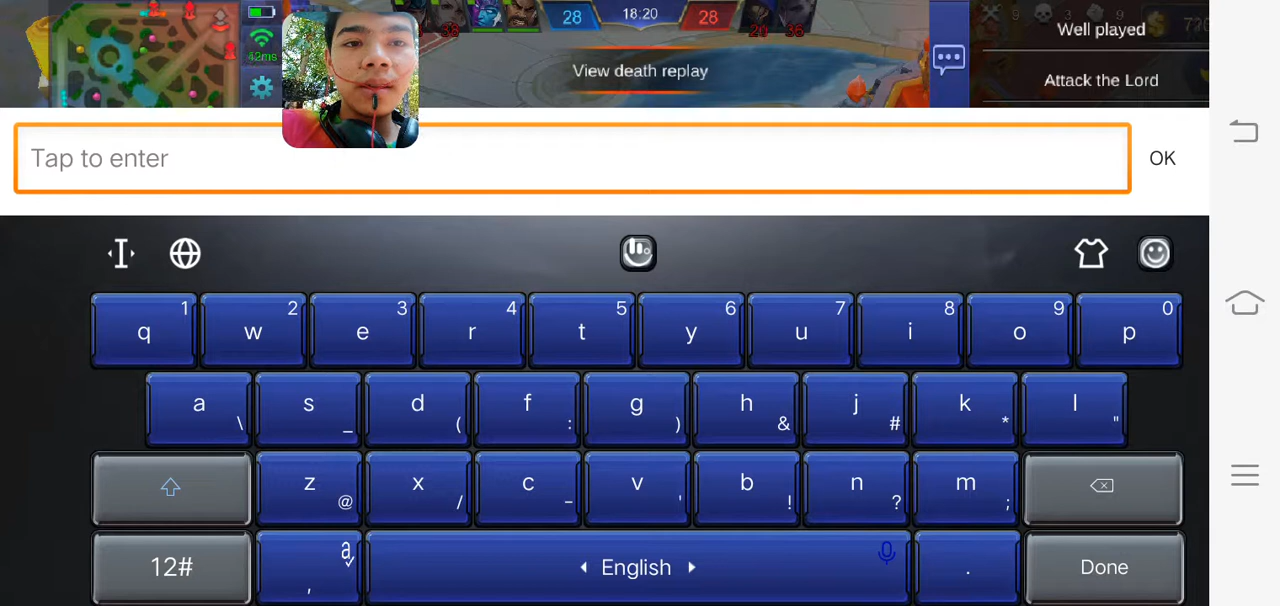 28 18:20 28
42ms
View death replay
Well played
Attack the Lord
Tap to enter
OK
1 2 3 4 5 6 7 8 9 0
q w e r t y u i o p
a s d f g h j k l
\ _ ( : ) & # * "
z x c v b n m
@ / - ' ! ? ;
12# a , English . Done